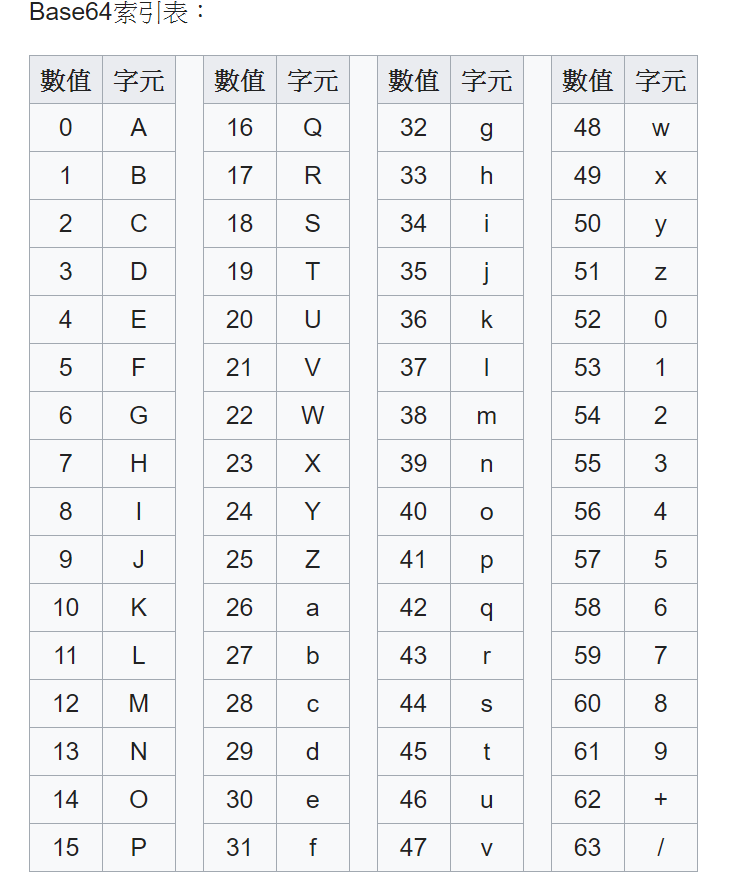 Base64索引表：
數值 字元 數值 字元 數值 字元 數值 字元
0 A 16 Q 32 g 48 w
1 B 17 R 33 h 49 x
2 C 18 S 34 i 50 y
3 D 19 T 35 j 51 z
4 E 20 U 36 k 52 0
5 F 21 V 37 l 53 1
6 G 22 W 38 m 54 2
7 H 23 X 39 n 55 3
8 I 24 Y 40 o 56 4
9 J 25 Z 41 p 57 5
10 K 26 a 42 q 58 6
11 L 27 b 43 r 59 7
12 M 28 c 44 s 60 8
13 N 29 d 45 t 61 9
14 O 30 e 46 u 62 +
15 P 31 f 47 v 63 /